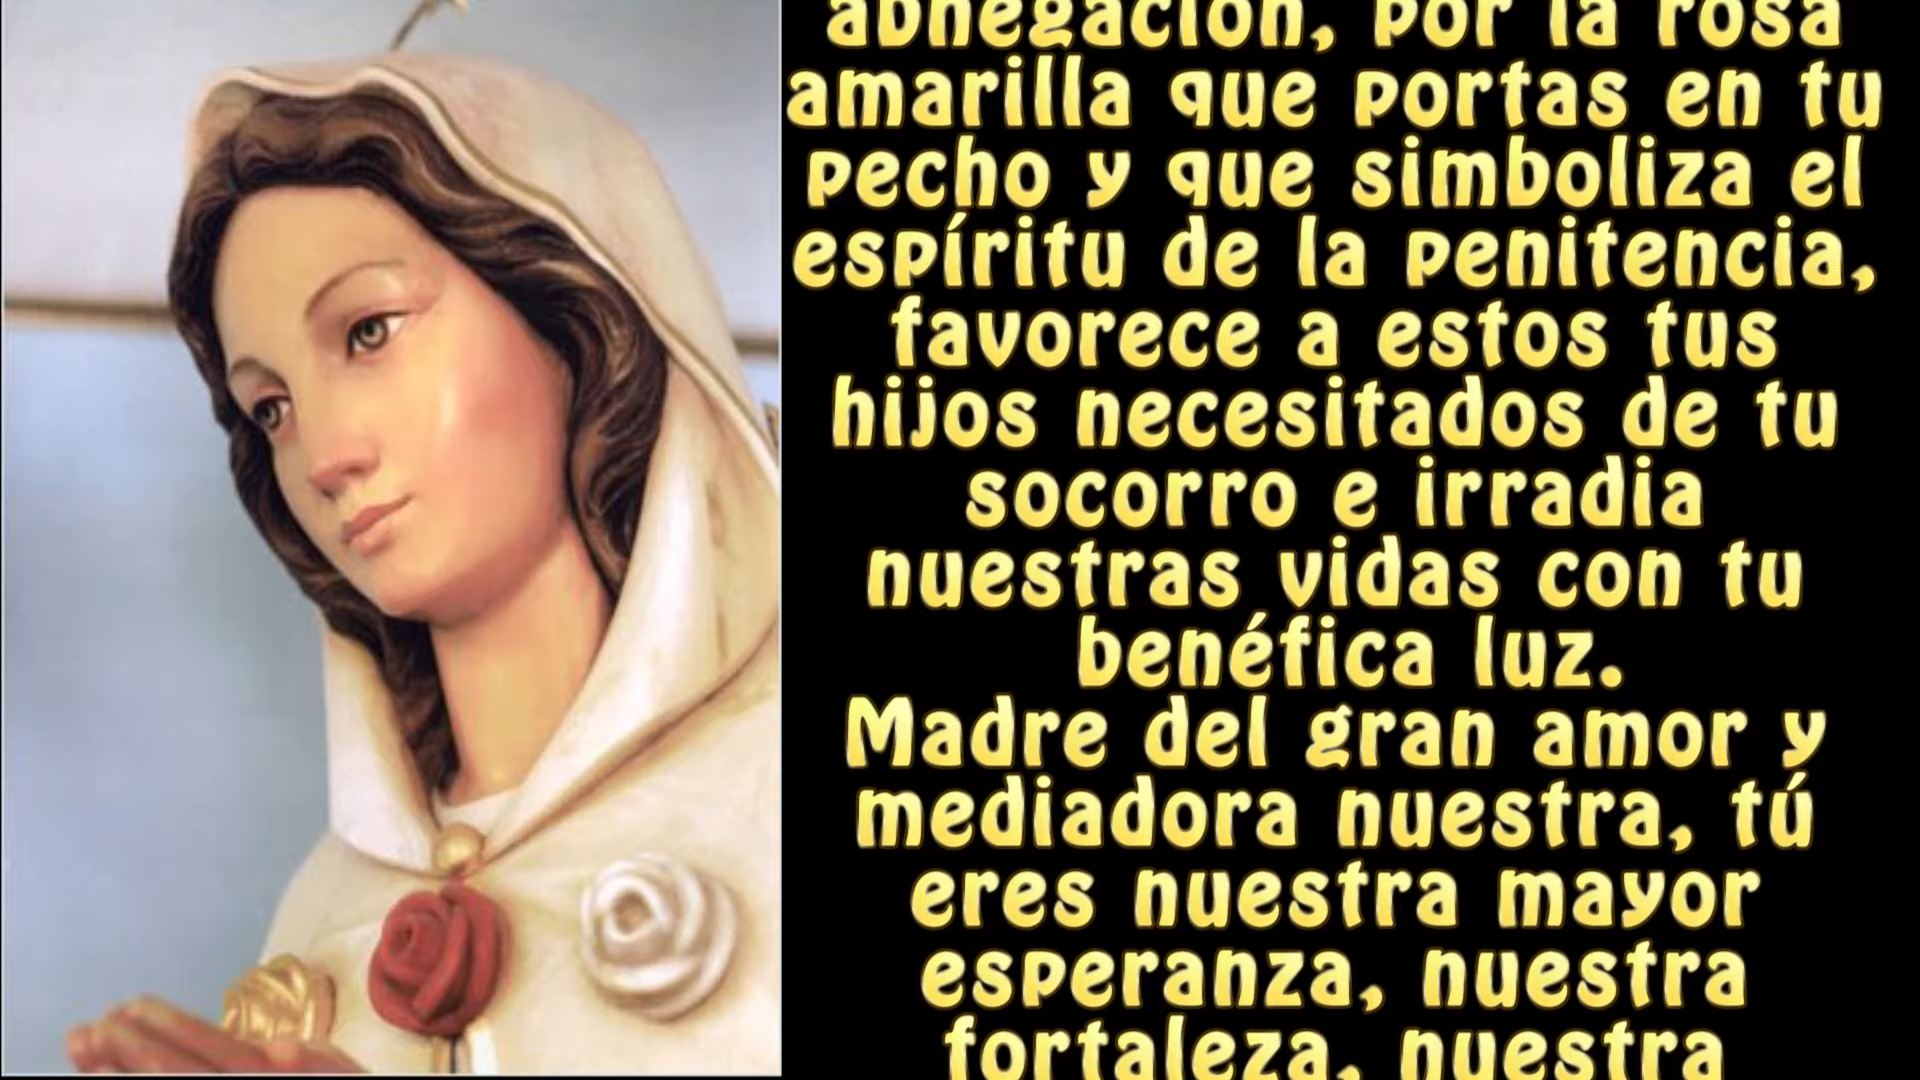 abnegación, por la rosa
amarilla que portas en tu
pecho y que simboliza el
espíritu de la penitencia,
favorece a estos tus
hijos necesitados de tu
socorro e irradia
nuestras vidas con tu
benéfica luz.
Madre del gran amor y
mediadora nuestra, tú
eres nuestra mayor
esperanza, nuestra
fortaleza, nuestra